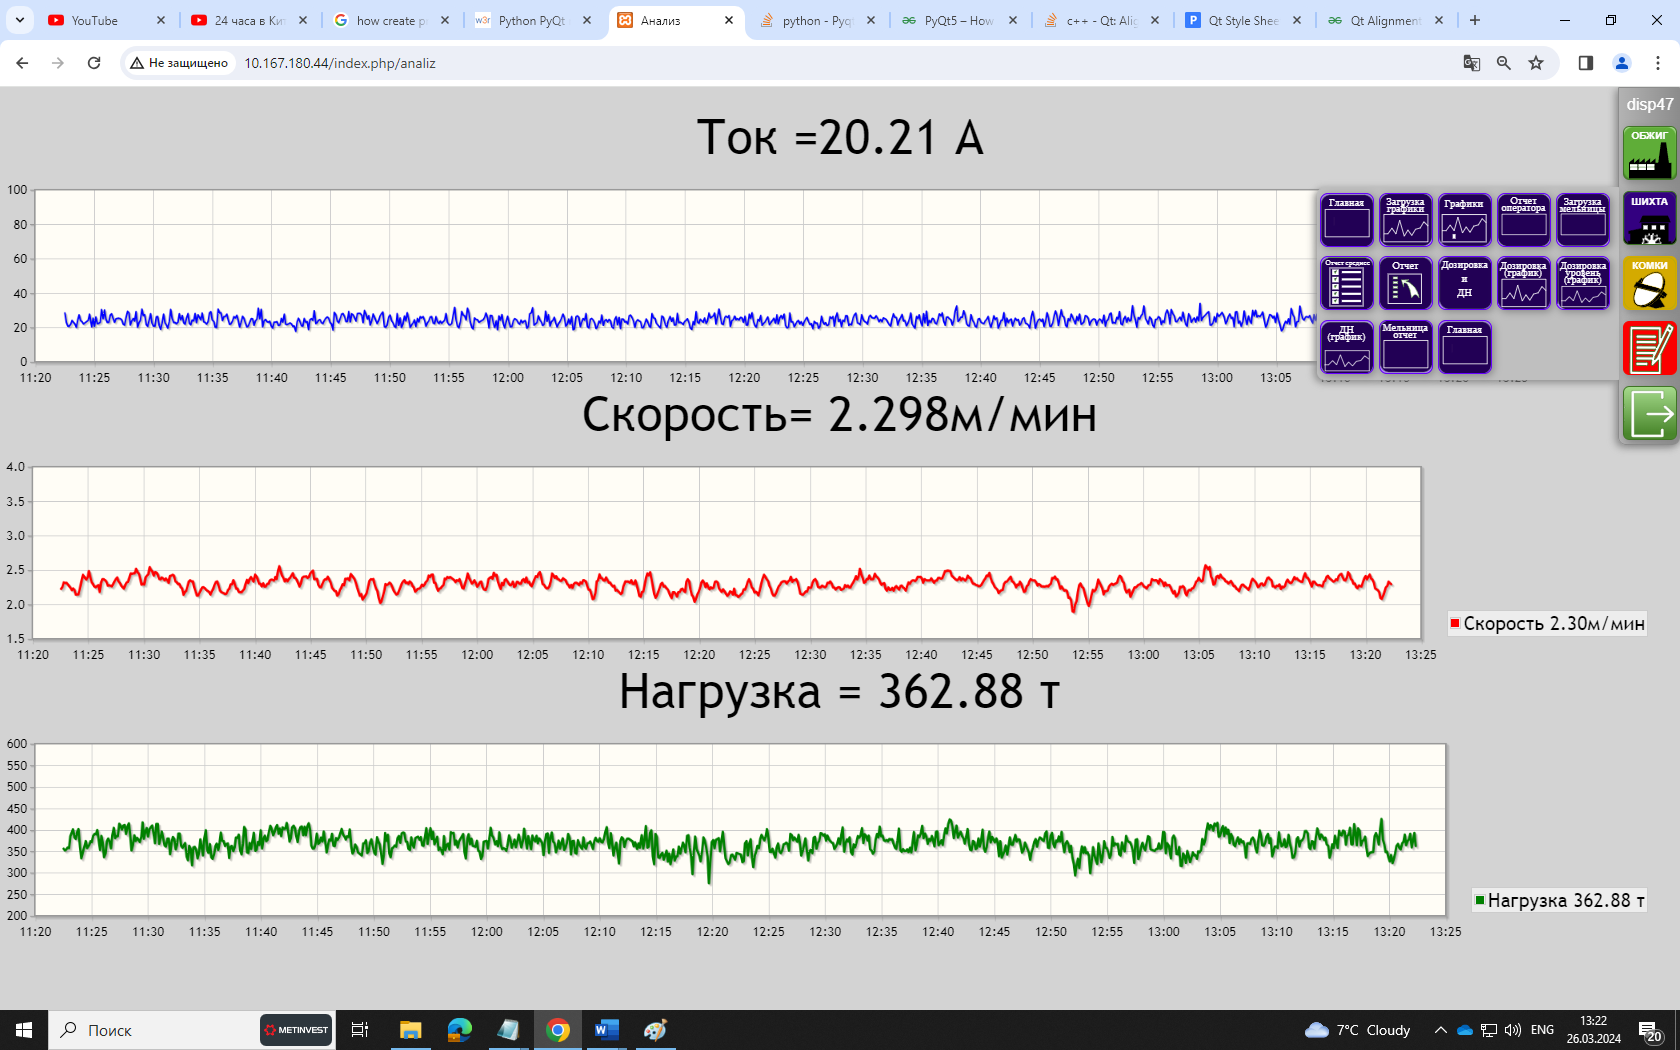 YouTube
24 часа в Кит
how create p
w3r Python PyQt
Анализ
python - Pyqt
PyQt5 – How
c++ - Qt: Alig
Qt Style Shee
Qt Alignment
Не защищено
10.167.180.44/index.php/analiz
disp47
Ток =20.21 А
ОБЖИГ
ШИХТА
КОМКИ
Главная
Загрузка графики
Графики
Отчет оператора
Загрузка мельницы
Отчет среднее
Отчет
Дозировка и ДН
Дозировка (график)
Дозировка уровень (график)
ДН (график)
Мельница отчет
Главная
100
80
60
40
20
0
11:20 11:25 11:30 11:35 11:40 11:45 11:50 11:55 12:00 12:05 12:10 12:15 12:20 12:25 12:30 12:35 12:40 12:45 12:50 12:55 13:00 13:05
Скорость= 2.298м/мин
4.0
3.5
3.0
2.5
2.0
1.5
11:20 11:25 11:30 11:35 11:40 11:45 11:50 11:55 12:00 12:05 12:10 12:15 12:20 12:25 12:30 12:35 12:40 12:45 12:50 12:55 13:00 13:05 13:10 13:15 13:20 13:25
Скорость 2.30м/мин
Нагрузка = 362.88 т
600
550
500
450
400
350
300
250
200
11:20 11:25 11:30 11:35 11:40 11:45 11:50 11:55 12:00 12:05 12:10 12:15 12:20 12:25 12:30 12:35 12:40 12:45 12:50 12:55 13:00 13:05 13:10 13:15 13:20 13:25
Нагрузка 362.88 т
Поиск
METINVEST
7°C Cloudy
ENG
13:22
26.03.2024
20